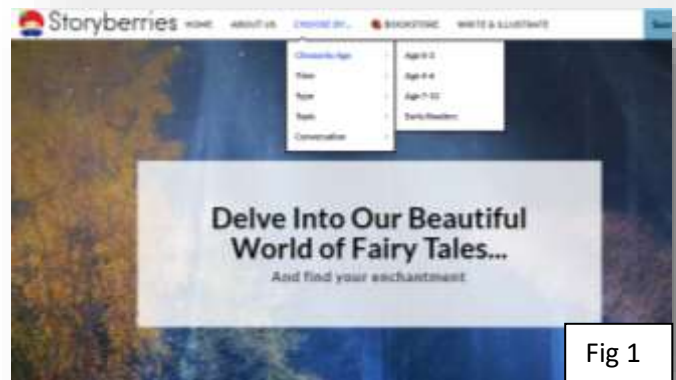 Storyberries HOME ABOUT US CHOOSE BY... BOOKSTORE WRITE & ILLUSTRATE
Choose by Age Age 0-3
Time Age 4-6
Type Age 7-12
Topic Early Readers
Conversation
Delve Into Our Beautiful
World of Fairy Tales...
And find your enchantment
Fig 1